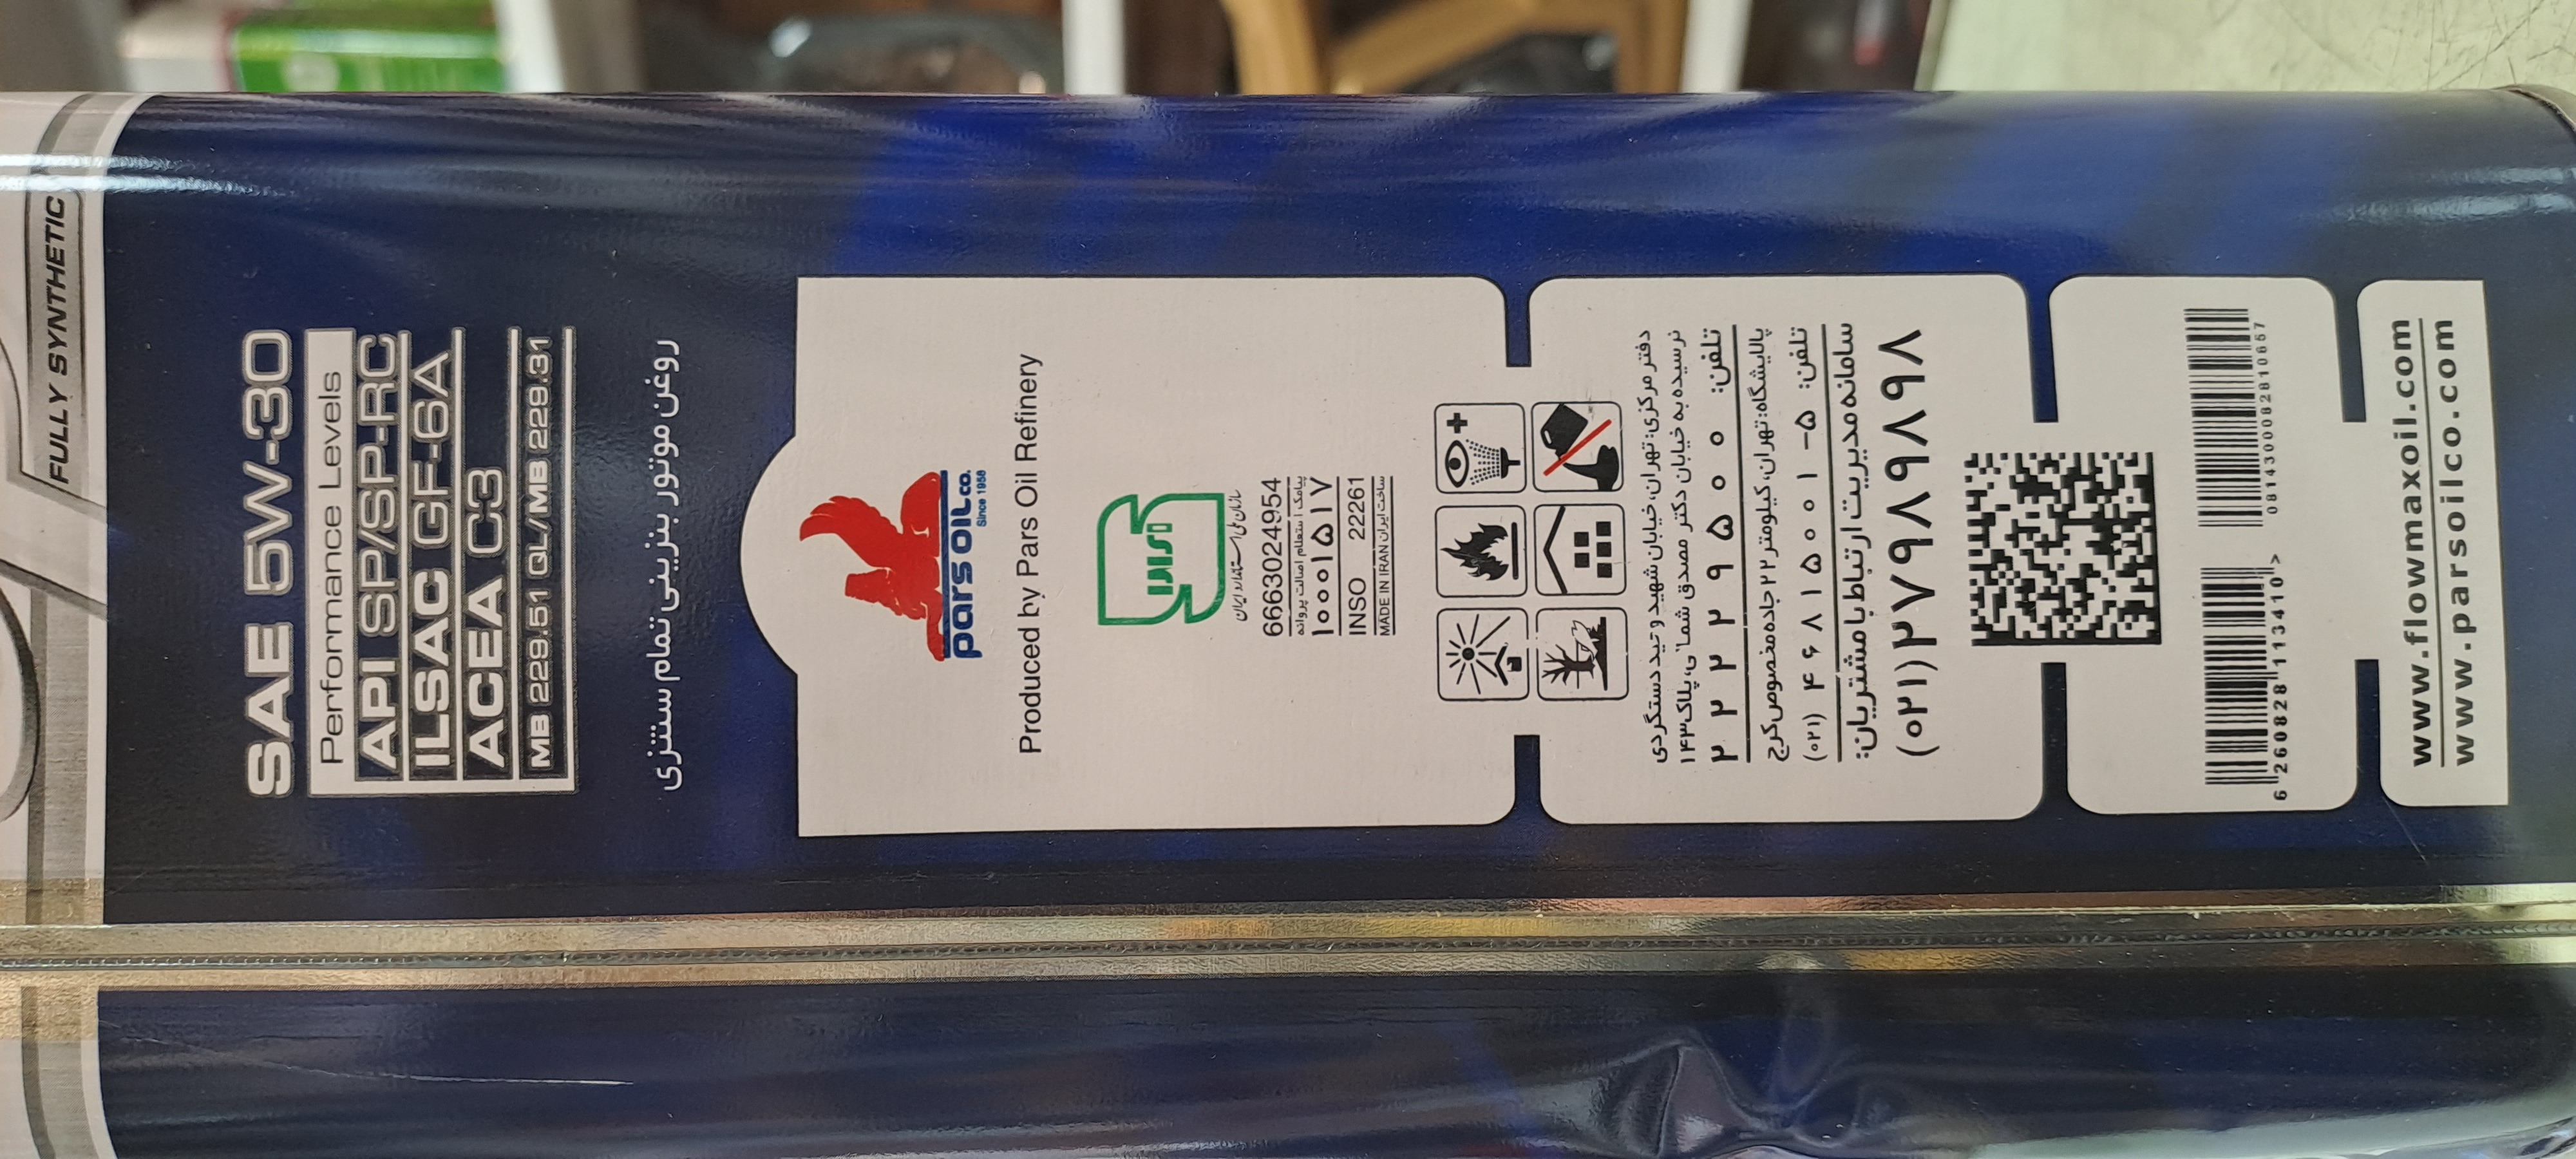 FULLY SYNTHETIC
SAE 5W-30
Performance Levels
API SP/SP-RC
ILSAC GF-6A
ACEA C3
MB 229.51 QL/MB 229.31
روغن موتور بنزینی تمام سنتزی
pars OIL co.
Since 1958
Produced by Pars Oil Refinery
سازمان ملی استاندارد ایران
6663024954
پیامک استعلام اصالت پروانه
۱۰۰۰۱۵۱۷
INSO 22261
MADE IN IRAN ساخت ایران
دفتر مرکزی: تهران، خیابان شهید وحید دستگردی
نرسیده به خیابان دکتر مصدق شمالی، پلاک ۱۴۳
تلفن: ۲۲۲۲۹۵۰۰
پالایشگاه: تهران، کیلومتر ۲۲ جاده مخصوص کرج
تلفن: ۵-۴۶۸۱۵۰۰۱ (۰۲۱)
سامانه مدیریت ارتباط با مشتریان:
(۰۲۱)۲۷۹۸۹۸۹۸
6 260828 113410 >
0814300082810657
www.flowmaxoil.com
www.parsoilco.com